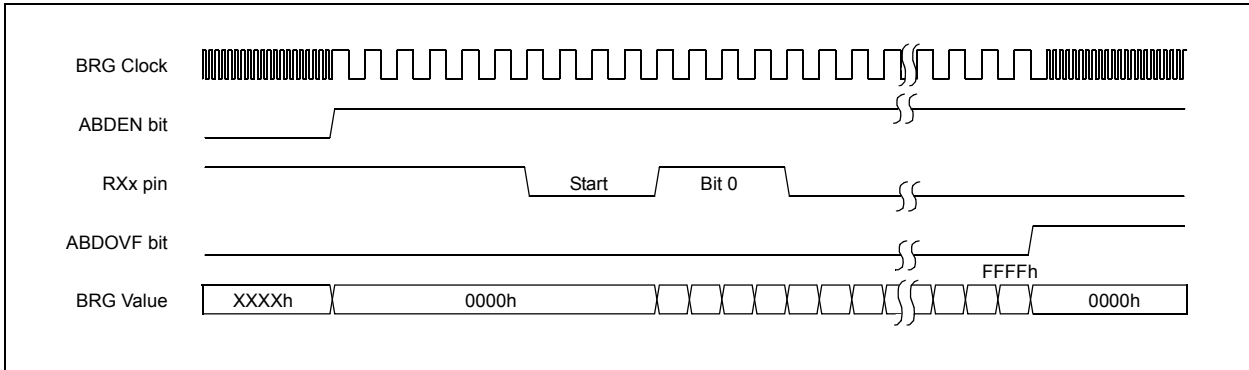 BRG Clock
ABDEN bit
RXx pin
Start
Bit 0
ABDOVF bit
FFFFh
BRG Value
XXXXh
0000h
0000h